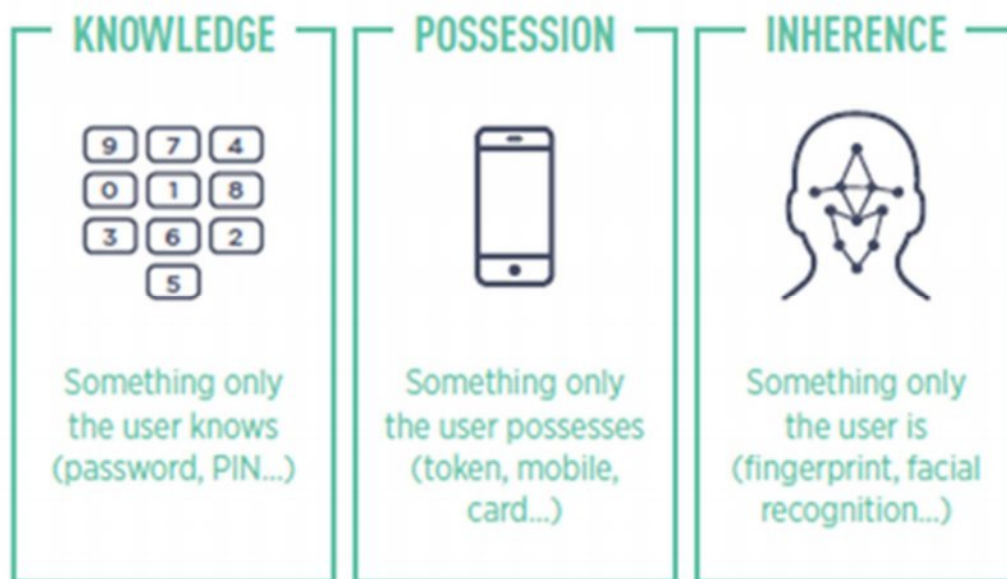 KNOWLEDGE
9 7 4
0 1 8
3 6 2
5
Something only
the user knows
(password, PIN...)
POSSESSION
Something only
the user possesses
(token, mobile,
card...)
INHERENCE
Something only
the user is
(fingerprint, facial
recognition...)